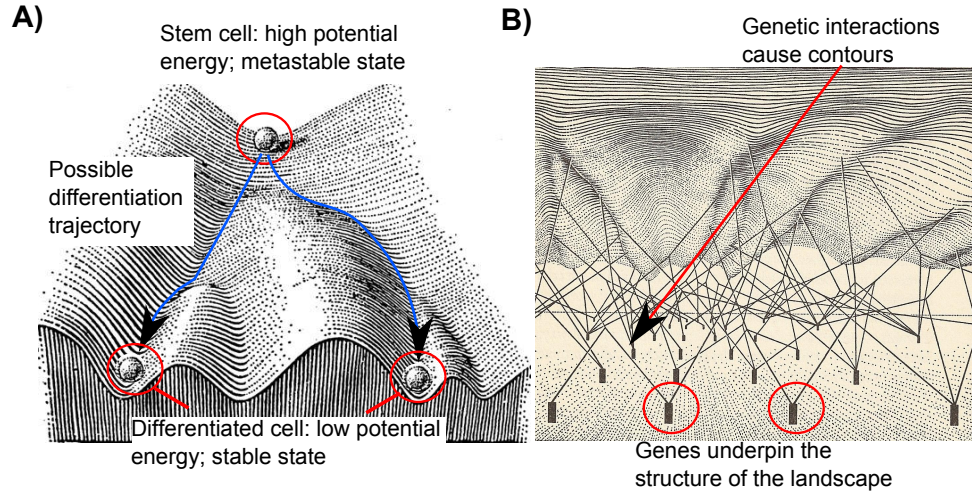 A)
Stem cell: high potential
energy; metastable state
Possible
differentiation
trajectory
Differentiated cell: low potential
energy; stable state
B)
Genetic interactions
cause contours
Genes underpin the
structure of the landscape